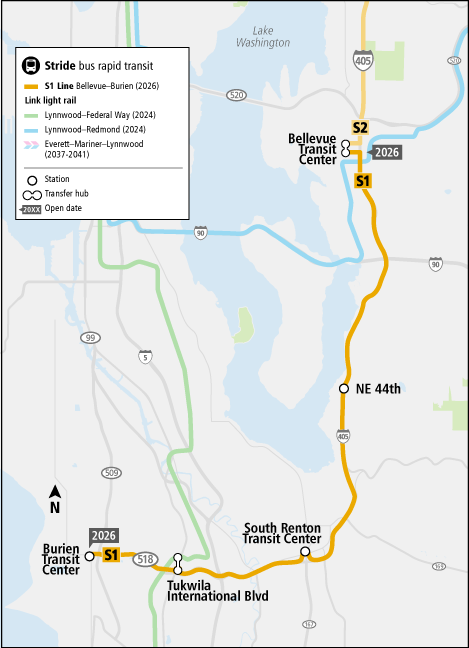 Lake
Washington
405
520
520
Stride bus rapid transit
S1 Line Bellevue–Burien (2026)
Link light rail
Lynnwood–Federal Way (2024)
Lynnwood–Redmond (2024)
Everett–Mariner–Lynnwood
(2037-2041)
Station
Transfer hub
20XX Open date
S2
Bellevue
Transit
Center
2026
S1
90
90
99
5
NE 44th
405
509
N
2026
Burien
Transit
Center
S1
518
South Renton
Transit Center
Tukwila
International Blvd
169
167